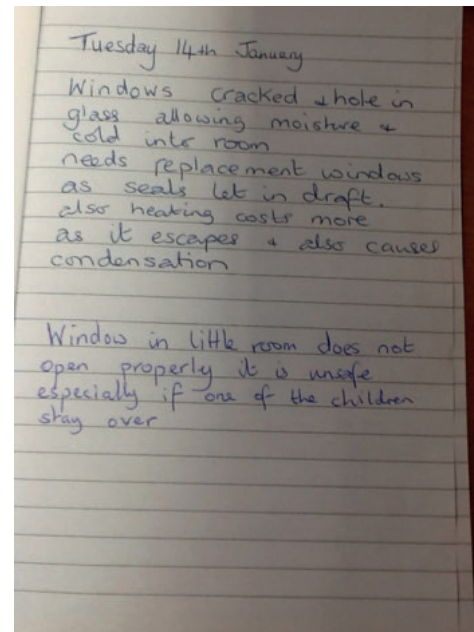 Tuesday 14th January
Windows cracked & hole in
glass allowing moisture &
cold into room
needs replacement windows
as seals let in draft.
also heating costs more
as it escapes & also causes
condensation
Window in little room does not
open properly it is unsafe
especially if one of the children
stay over